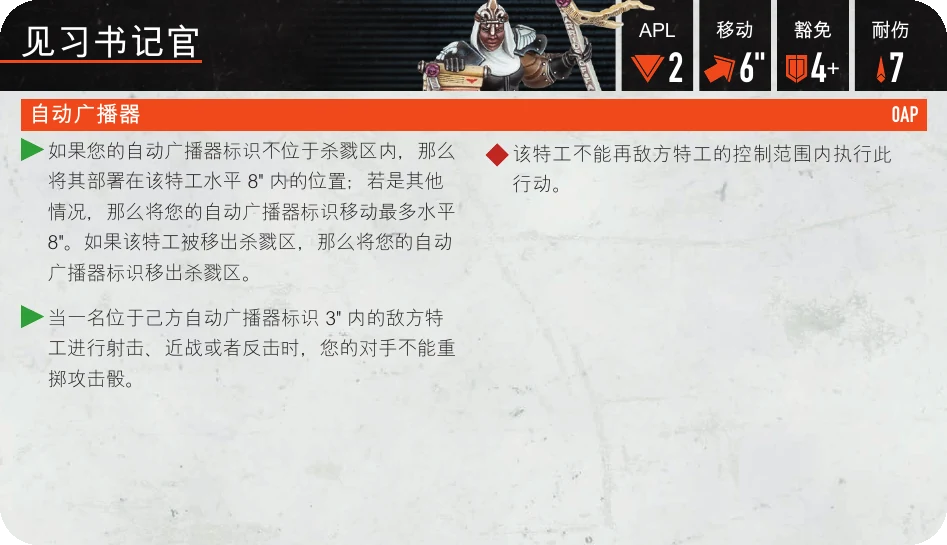 见习书记官
APL 移动 豁免 耐伤
2 6" 4+ 7
自动广播器 0AP
如果您的自动广播器标识不位于杀戮区内，那么
将其部署在该特工水平 8" 内的位置；若是其他
情况，那么将您的自动广播器标识移动最多水平
8"。如果该特工被移出杀戮区，那么将您的自动
广播器标识移出杀戮区。
当一名位于己方自动广播器标识 3" 内的敌方特
工进行射击、近战或者反击时，您的对手不能重
掷攻击骰。
该特工不能再敌方特工的控制范围内执行此
行动。